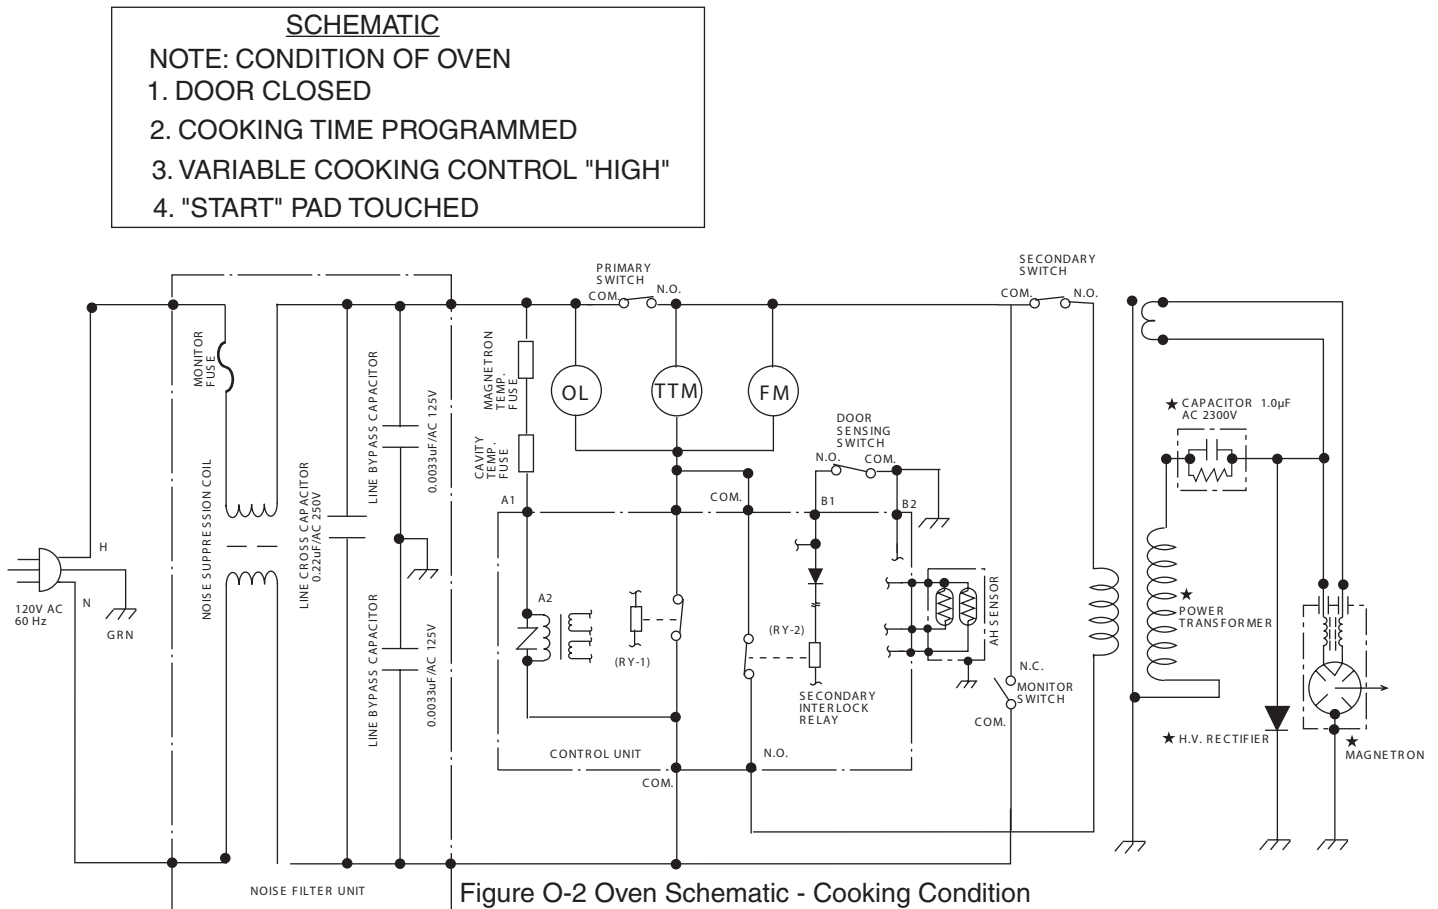 SCHEMATIC
NOTE: CONDITION OF OVEN
1. DOOR CLOSED
2. COOKING TIME PROGRAMMED
3. VARIABLE COOKING CONTROL "HIGH"
4. "START" PAD TOUCHED
PRIMARY
SWITCH
COM.
N.O.
SECONDARY
SWITCH
COM.
N.O.
MONITOR
FUSE
NOISE SUPPRESSION COIL
LINE CROSS CAPACITOR
0.22uF/AC 250V
LINE BYPASS CAPACITOR
0.0033uF/AC 125V
LINE BYPASS CAPACITOR
0.0033uF/AC 125V
MAGNETRON
TEMP.
FUSE
CAVITY
TEMP.
FUSE
OL
TTM
FM
DOOR
SENSING
SWITCH
N.O.
COM.
★ CAPACITOR 1.0µF
AC 2300V
A1
COM.
B1
B2
H
120V AC
60 Hz
N
GRN
A2
(RY-1)
(RY-2)
SECONDARY
INTERLOCK
RELAY
AH SENSOR
N.C.
MONITOR
SWITCH
COM.
★
POWER
TRANSFORMER
★ H.V. RECTIFIER
★
MAGNETRON
CONTROL UNIT
N.O.
COM.
NOISE FILTER UNIT
Figure O-2 Oven Schematic - Cooking Condition